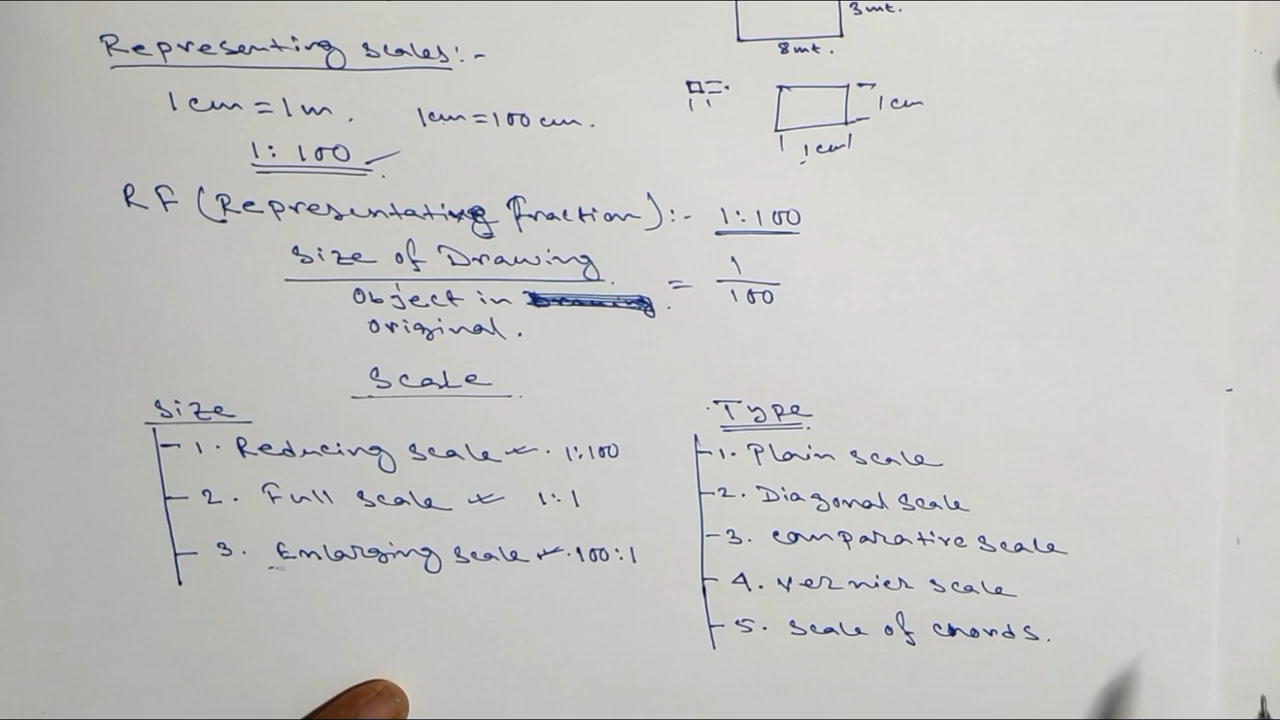 3mt.
8mt.
Representing scales:-
1cm = 1m. 1cm = 100 cm.
1cm
1cm
1:100
RF (Representative fraction):- 1:100
Size of Drawing
Object in
original.
= 1
100
Scale
Size
1. Reducing scale 1:100
2. Full scale 1:1
3. Enlarging scale 100:1
Type
1. Plain scale
2. Diagonal scale
3. comparative scale
4. vernier scale
5. scale of chords.